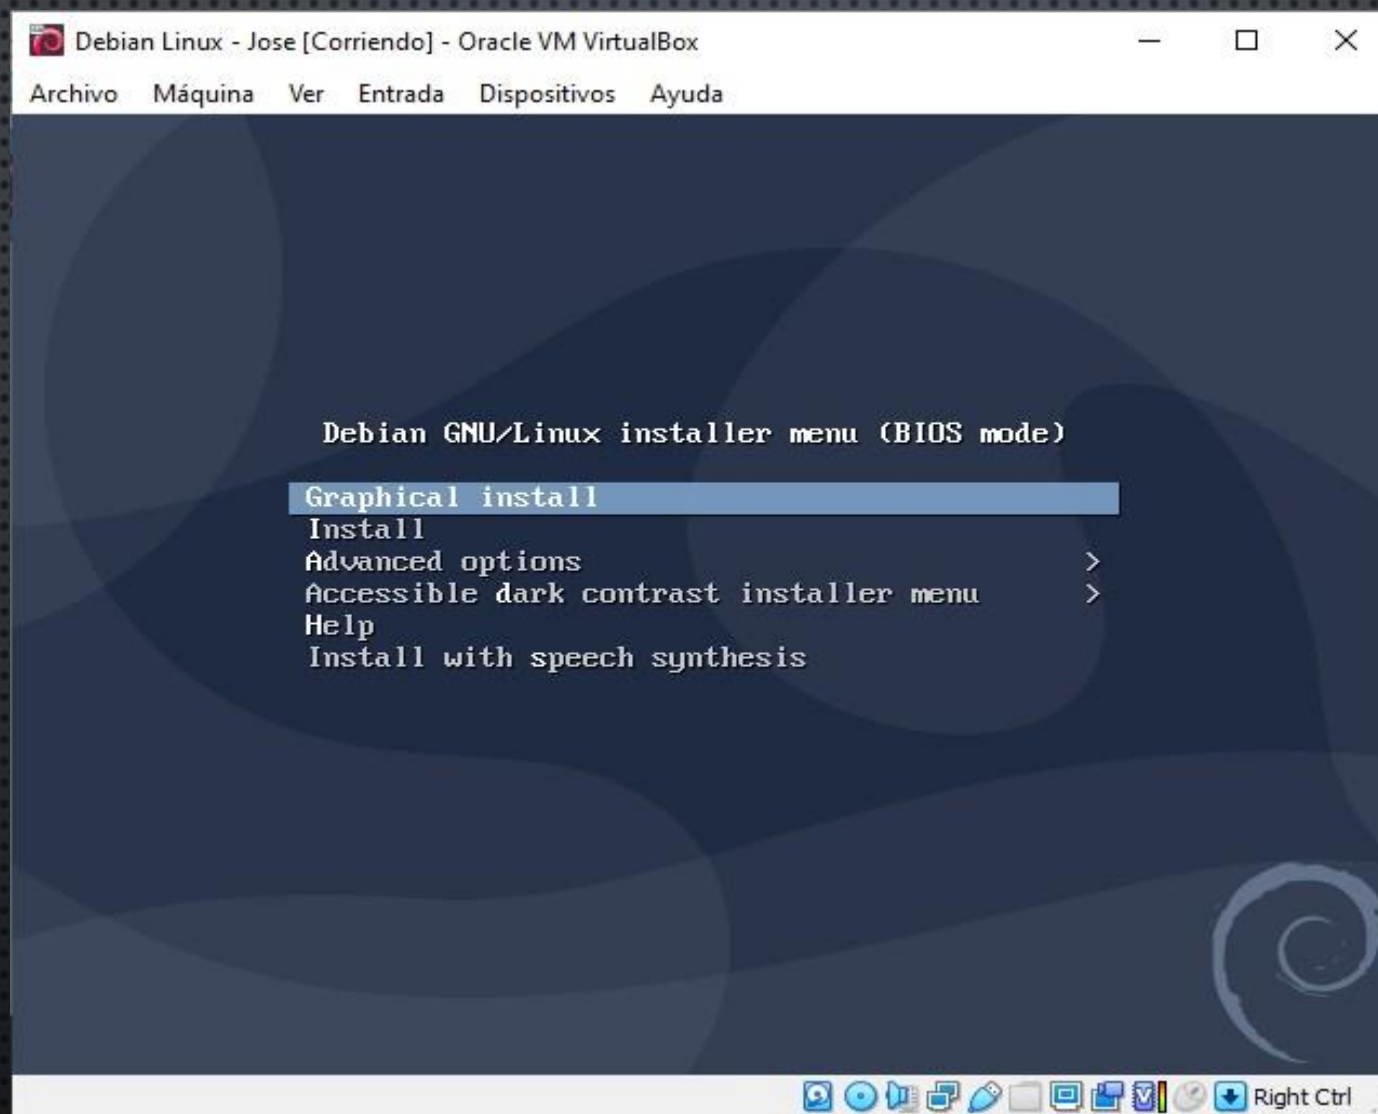 Debian Linux - Jose [Corriendo] - Oracle VM VirtualBox
Archivo Máquina Ver Entrada Dispositivos Ayuda
Debian GNU/Linux installer menu (BIOS mode)
Graphical install
Install
Advanced options >
Accessible dark contrast installer menu >
Help
Install with speech synthesis
Right Ctrl